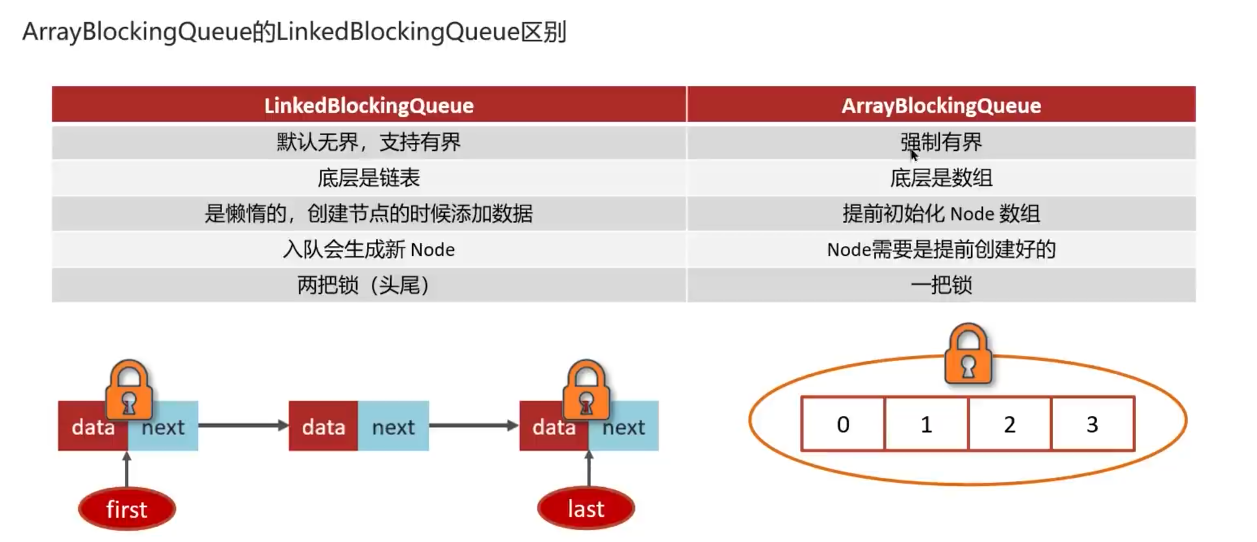 ArrayBlockingQueue的LinkedBlockingQueue区别
LinkedBlockingQueue ArrayBlockingQueue
默认无界，支持有界 强制有界
底层是链表 底层是数组
是懒惰的，创建节点的时候添加数据 提前初始化 Node 数组
入队会生成新 Node Node需要是提前创建好的
两把锁（头尾） 一把锁
data next data next data next 0 1 2 3
first last